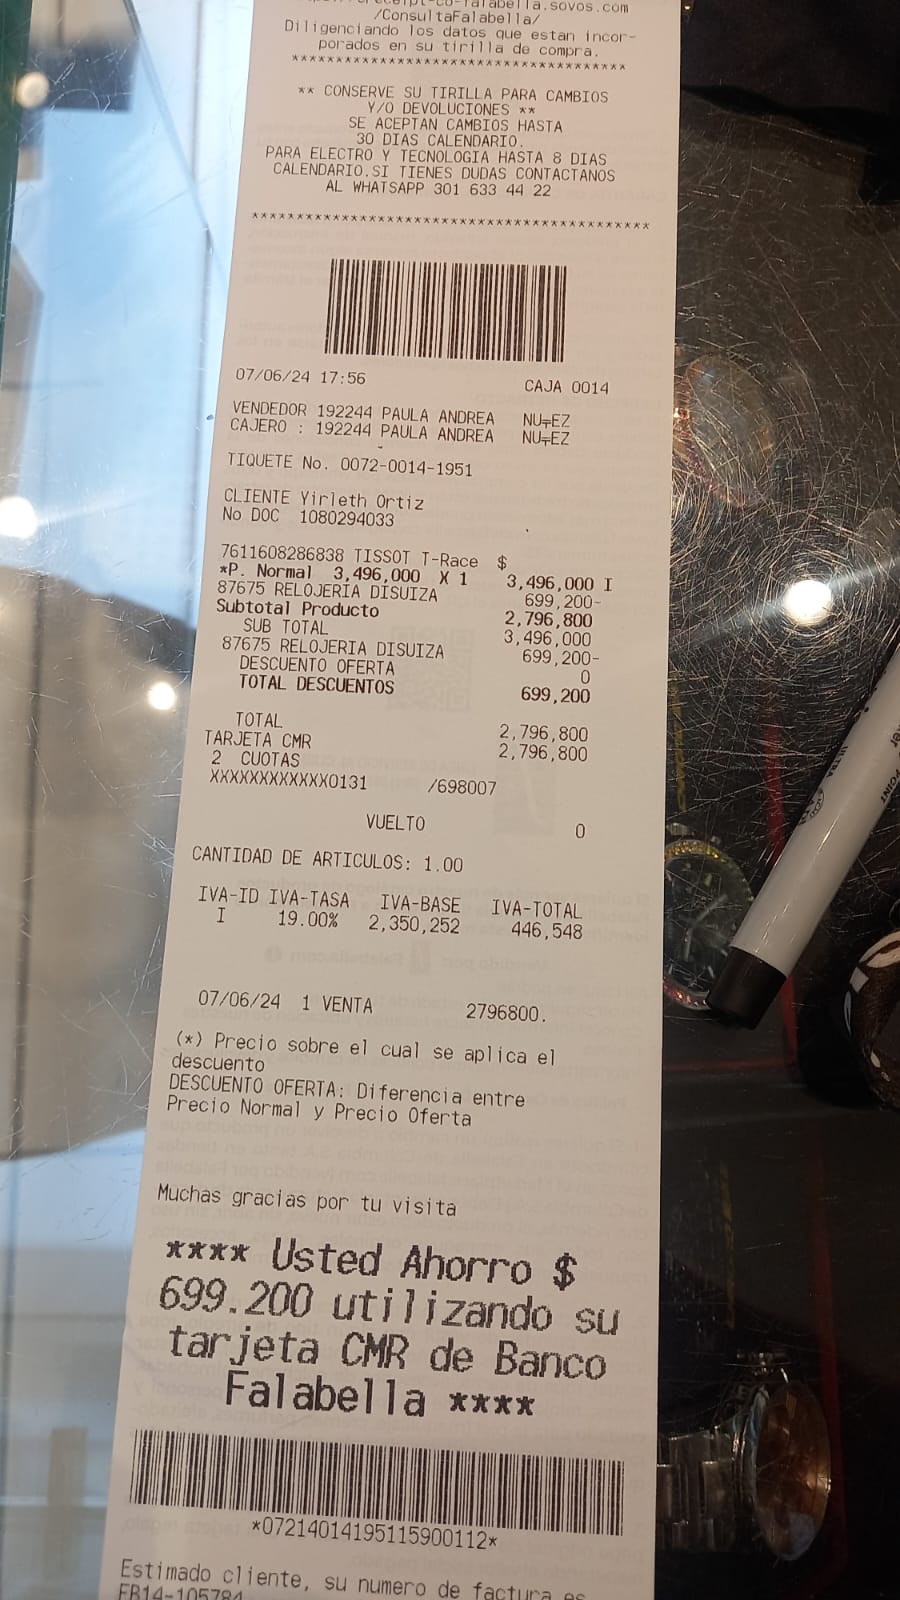 /ConsultaFalabella/
Diligenciando los datos que estan incor-
porados en su tirilla de compra.
**************************************
** CONSERVE SU TIRILLA PARA CAMBIOS
Y/O DEVOLUCIONES **
SE ACEPTAN CAMBIOS HASTA
30 DIAS CALENDARIO.
PARA ELECTRO Y TECNOLOGIA HASTA 8 DIAS
CALENDARIO.SI TIENES DUDAS CONTACTANOS
AL WHATSAPP 301 633 44 22
*********************************************
07/06/24 17:56 CAJA 0014
VENDEDOR 192244 PAULA ANDREA NU╤EZ
CAJERO : 192244 PAULA ANDREA NU╤EZ
TIQUETE No. 0072-0014-1951
CLIENTE Yirleth Ortiz
No DOC 1080294033
7611608286838 TISSOT T-Race $
*P. Normal 3,496,000 X 1 3,496,000 I
87675 RELOJERIA DISUIZA 699,200-
Subtotal Producto 2,796,800
SUB TOTAL 3,496,000
87675 RELOJERIA DISUIZA 699,200-
DESCUENTO OFERTA 0
TOTAL DESCUENTOS 699,200
TOTAL 2,796,800
TARJETA CMR 2,796,800
2 CUOTAS
XXXXXXXXXXXX0131 /698007
VUELTO 0
CANTIDAD DE ARTICULOS: 1.00
IVA-ID IVA-TASA IVA-BASE IVA-TOTAL
I 19.00% 2,350,252 446,548
07/06/24 1 VENTA 2796800.
(*) Precio sobre el cual se aplica el
descuento
DESCUENTO OFERTA: Diferencia entre
Precio Normal y Precio Oferta
Muchas gracias por tu visita
**** Usted Ahorro $
699.200 utilizando su
tarjeta CMR de Banco
Falabella ****
*07214014195115900112*
Estimado cliente, su numero de factura es
FB14-105784